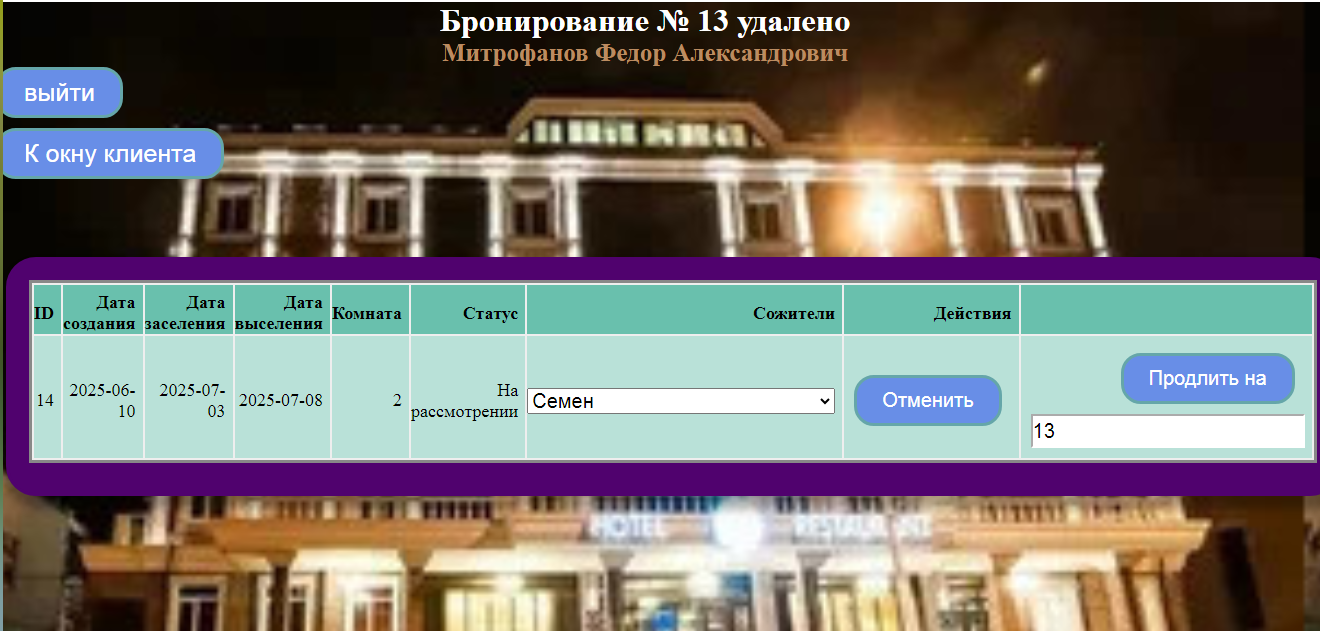 Бронирование № 13 удалено
Митрофанов Федор Александрович
выйти
К окну клиента
ID Дата создания Дата заселения Дата выселения Комната Статус Сожители Действия
14 2025-06-10 2025-07-03 2025-07-08 2 На рассмотрении Семен Отменить Продлить на
13
HOTEL RESTAURANT